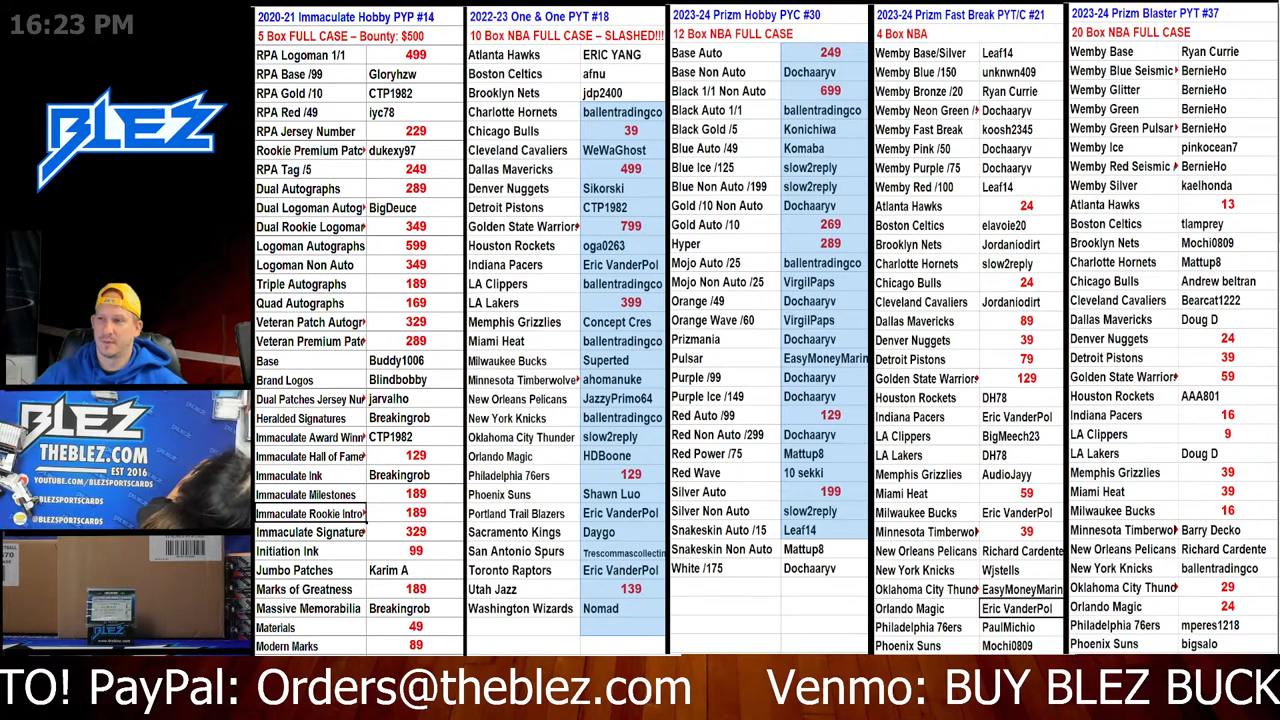 16:23 PM
BLEZ
BLEZ
THEBLEZ.COM
EST 2016
YOUTUBE.COM/BLEZSPORTSCARDS
@BLEZSPORTS
@BLEZSPORTSCARDS
BLEZ
2020-21 Immaculate Hobby PYP #14
5 Box FULL CASE – Bounty: $500
RPA Logoman 1/1 499
RPA Base /99 Gloryhzw
RPA Gold /10 CTP1982
RPA Red /49 iyc78
RPA Jersey Number 229
Rookie Premium Patc dukexy97
RPA Tag /5 249
Dual Autographs 289
Dual Logoman Autog BigDeuce
Dual Rookie Logoma 349
Logoman Autographs 599
Logoman Non Auto 349
Triple Autographs 189
Quad Autographs 169
Veteran Patch Autogr 329
Veteran Premium Pat 289
Base Buddy1006
Brand Logos Blindbobby
Dual Patches Jersey Nu jarvalho
Heralded Signatures Breakingrob
Immaculate Award Winn CTP1982
Immaculate Hall of Fame 129
Immaculate Ink Breakingrob
Immaculate Milestones 189
Immaculate Rookie Intro 189
Immaculate Signature 329
Initiation Ink 99
Jumbo Patches Karim A
Marks of Greatness 189
Massive Memorabilia Breakingrob
Materials 49
Modern Marks 89
2022-23 One & One PYT #18
10 Box NBA FULL CASE – SLASHED!!!
Atlanta Hawks ERIC YANG
Boston Celtics afnu
Brooklyn Nets jdp2400
Charlotte Hornets ballentradingco
Chicago Bulls 39
Cleveland Cavaliers WeWaGhost
Dallas Mavericks 499
Denver Nuggets Sikorski
Detroit Pistons CTP1982
Golden State Warrior 799
Houston Rockets oga0263
Indiana Pacers Eric VanderPol
LA Clippers ballentradingco
LA Lakers 399
Memphis Grizzlies Concept Cres
Miami Heat ballentradingco
Milwaukee Bucks Superted
Minnesota Timberwolve ahomanuke
New Orleans Pelicans JazzyPrimo64
New York Knicks ballentradingco
Oklahoma City Thunder slow2reply
Orlando Magic HDBoone
Philadelphia 76ers 129
Phoenix Suns Shawn Luo
Portland Trail Blazers Eric VanderPol
Sacramento Kings Daygo
San Antonio Spurs Trescommascollectin
Toronto Raptors Eric VanderPol
Utah Jazz 139
Washington Wizards Nomad
2023-24 Prizm Hobby PYC #30
12 Box NBA FULL CASE
Base Auto 249
Base Non Auto Dochaaryv
Black 1/1 Non Auto 699
Black Auto 1/1 ballentradingco
Black Gold /5 Konichiwa
Blue Auto /49 Komaba
Blue Ice /125 slow2reply
Blue Non Auto /199 slow2reply
Gold /10 Non Auto Dochaaryv
Gold Auto /10 269
Hyper 289
Mojo Auto /25 ballentradingco
Mojo Non Auto /25 VirgilPaps
Orange /49 Dochaaryv
Orange Wave /60 VirgilPaps
Prizmania Dochaaryv
Pulsar EasyMoneyMarin
Purple /99 Dochaaryv
Purple Ice /149 Dochaaryv
Red Auto /99 129
Red Non Auto /299 Dochaaryv
Red Power /75 Mattup8
Red Wave 10 sekki
Silver Auto 199
Silver Non Auto slow2reply
Snakeskin Auto /15 Leaf14
Snakeskin Non Auto Mattup8
White /175 Dochaaryv
2023-24 Prizm Fast Break PYT/C #21
4 Box NBA
Wemby Base/Silver Leaf14
Wemby Blue /150 unknwn409
Wemby Bronze /20 Ryan Currie
Wemby Neon Green / Dochaaryv
Wemby Fast Break koosh2345
Wemby Pink /50 Dochaaryv
Wemby Purple /75 Dochaaryv
Wemby Red /100 Leaf14
Atlanta Hawks 24
Boston Celtics elavoie20
Brooklyn Nets Jordaniodirt
Charlotte Hornets slow2reply
Chicago Bulls 24
Cleveland Cavaliers Jordaniodirt
Dallas Mavericks 89
Denver Nuggets 39
Detroit Pistons 79
Golden State Warrior 129
Houston Rockets DH78
Indiana Pacers Eric VanderPol
LA Clippers BigMeech23
LA Lakers DH78
Memphis Grizzlies AudioJayy
Miami Heat 59
Milwaukee Bucks Eric VanderPol
Minnesota Timberwo 39
New Orleans Pelicans Richard Cardente
New York Knicks Wjstells
Oklahoma City Thun EasyMoneyMarin
Orlando Magic Eric VanderPol
Philadelphia 76ers PaulMichio
Phoenix Suns Mochi0809
2023-24 Prizm Blaster PYT #37
20 Box NBA FULL CASE
Wemby Base Ryan Currie
Wemby Blue Seismic BernieHo
Wemby Glitter BernieHo
Wemby Green BernieHo
Wemby Green Pulsar BernieHo
Wemby Ice pinkocean7
Wemby Red Seismic BernieHo
Wemby Silver kaelhonda
Atlanta Hawks 13
Boston Celtics tlamprey
Brooklyn Nets Mochi0809
Charlotte Hornets Mattup8
Chicago Bulls Andrew beltran
Cleveland Cavaliers Bearcat1222
Dallas Mavericks Doug D
Denver Nuggets 24
Detroit Pistons 39
Golden State Warrior 59
Houston Rockets AAA801
Indiana Pacers 16
LA Clippers 9
LA Lakers Doug D
Memphis Grizzlies 39
Miami Heat 39
Milwaukee Bucks 16
Minnesota Timberwo Barry Decko
New Orleans Pelicans Richard Cardente
New York Knicks ballentradingco
Oklahoma City Thun 29
Orlando Magic 24
Philadelphia 76ers mperes1218
Phoenix Suns bigsalo
TO! PayPal: Orders@theblez.com Venmo: BUY BLEZ BUCK